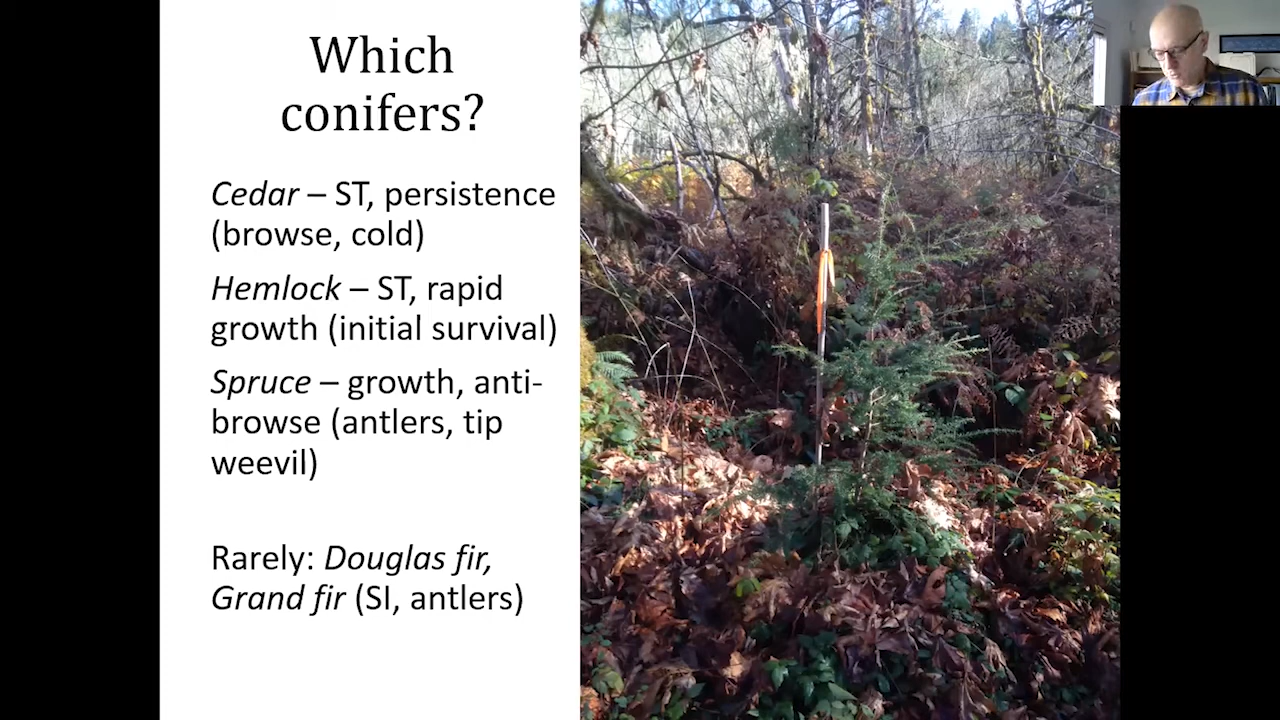 Which
conifers?
Cedar – ST, persistence
(browse, cold)
Hemlock – ST, rapid
growth (initial survival)
Spruce – growth, anti-
browse (antlers, tip
weevil)
Rarely: Douglas fir,
Grand fir (SI, antlers)